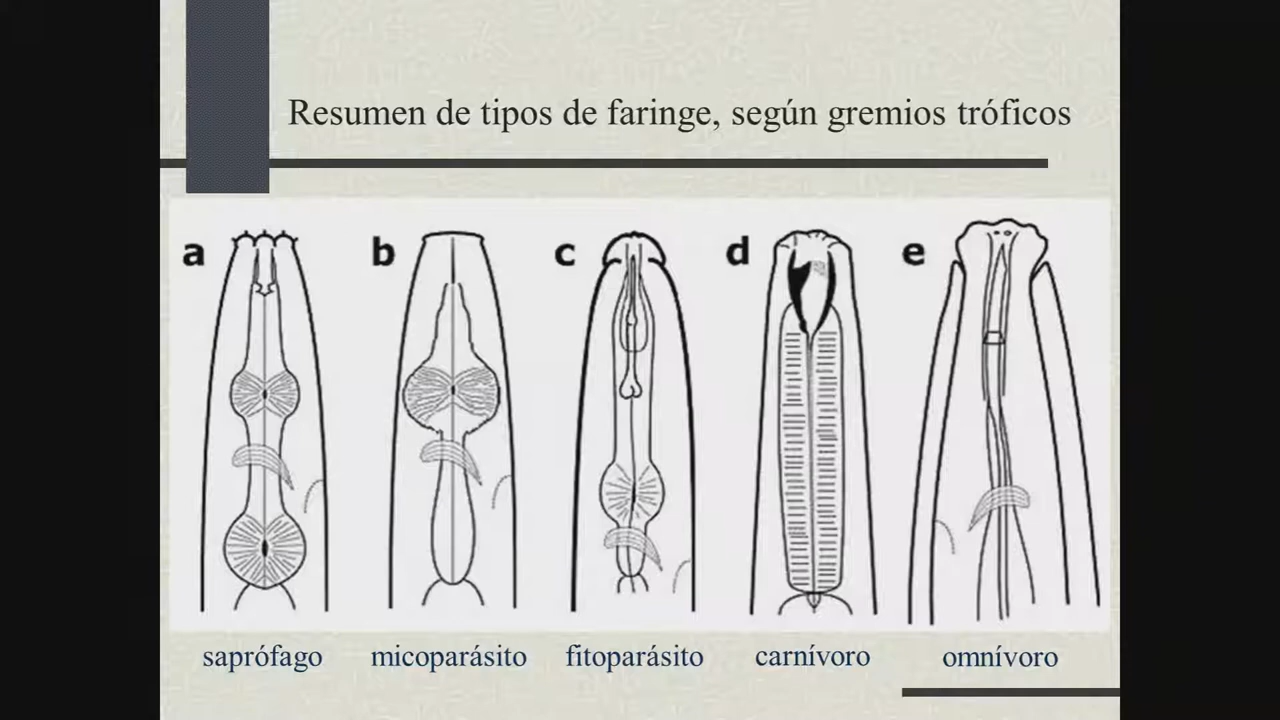 Resumen de tipos de faringe, según gremios tróficos
a b c d e
saprófago micoparásito fitoparásito carnívoro omnívoro